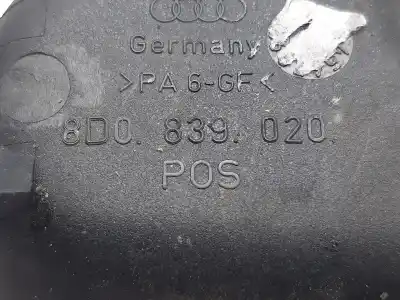 Germany
>PA 6-GF<
8D0. 839. 020.
POS